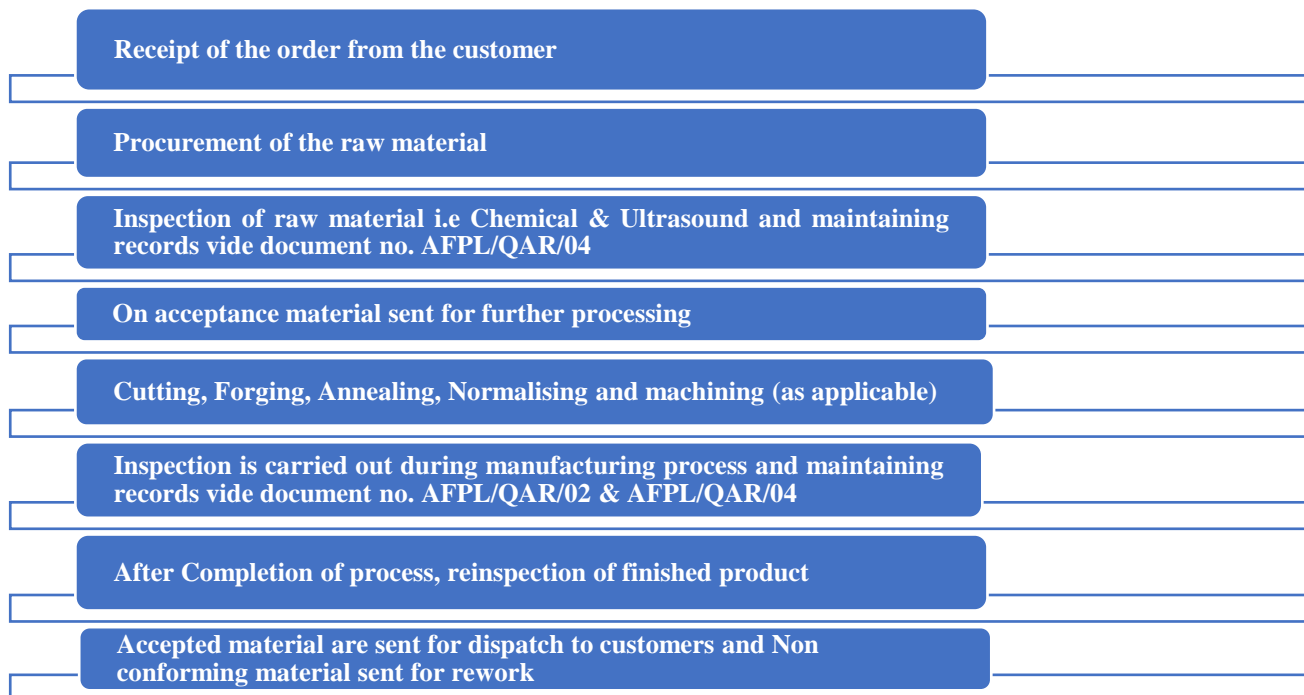 Receipt of the order from the customer
Procurement of the raw material
Inspection of raw material i.e Chemical & Ultrasound and maintaining
records vide document no. AFPL/QAR/04
On acceptance material sent for further processing
Cutting, Forging, Annealing, Normalising and machining (as applicable)
Inspection is carried out during manufacturing process and maintaining
records vide document no. AFPL/QAR/02 & AFPL/QAR/04
After Completion of process, reinspection of finished product
Accepted material are sent for dispatch to customers and Non
conforming material sent for rework